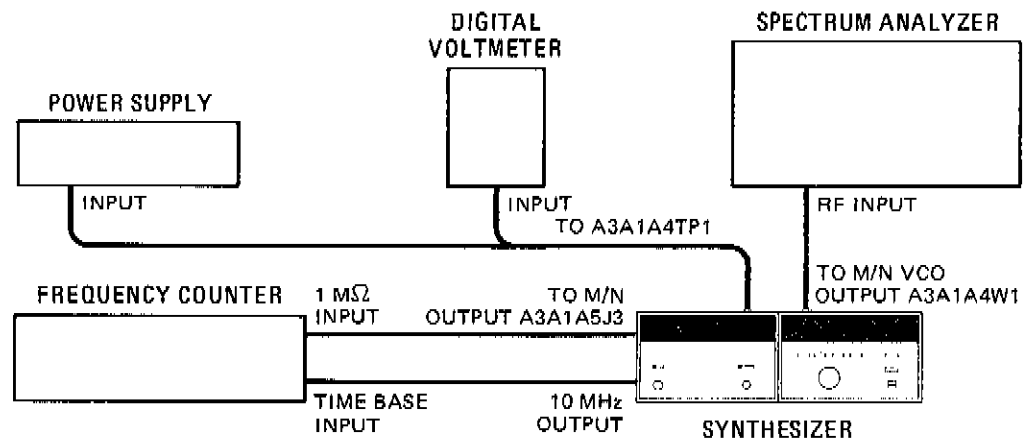 DIGITAL
VOLTMETER
SPECTRUM ANALYZER
POWER SUPPLY
INPUT
INPUT
TO A3A1A4TP1
RF INPUT
TO M/N VCO
OUTPUT A3A1A4W1
FREQUENCY COUNTER
1 MΩ
INPUT
TO M/N
OUTPUT A3A1A5J3
TIME BASE
INPUT
10 MHz
OUTPUT
SYNTHESIZER